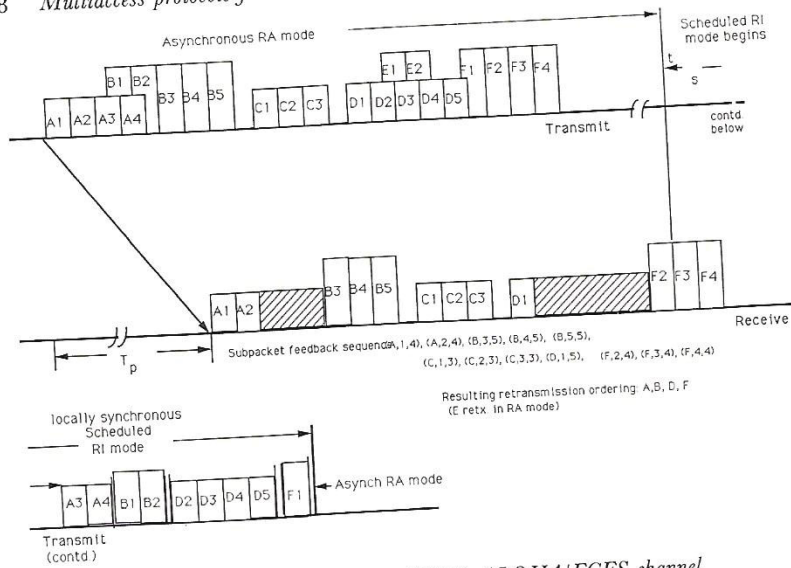 8 Multiaccess protocols
Asynchronous RA mode
Scheduled RI
mode begins
t
s
B1 B2 B3 B4 B5
E1 E2
F1 F2 F3 F4
A1 A2 A3 A4
C1 C2 C3
D1 D2 D3 D4 D5
Transmit
contd.
below
A1 A2
B3 B4 B5
C1 C2 C3
D1
F2 F3 F4
Receive
Tp
Subpacket feedback sequence A,1,4), (A,2,4), (B,3,5), (B,4,5), (B,5,5),
(C,1,3), (C,2,3), (C,3,3), (D,1,5), (F,2,4), (F,3,4), (F,4,4)
Resulting retransmission ordering: A,B, D, F
(E retx. in RA mode)
locally synchronous
Scheduled
RI mode
A3 A4 B1 B2 D2 D3 D4 D5 F1
Asynch RA mode
Transmit
(contd.)
channel